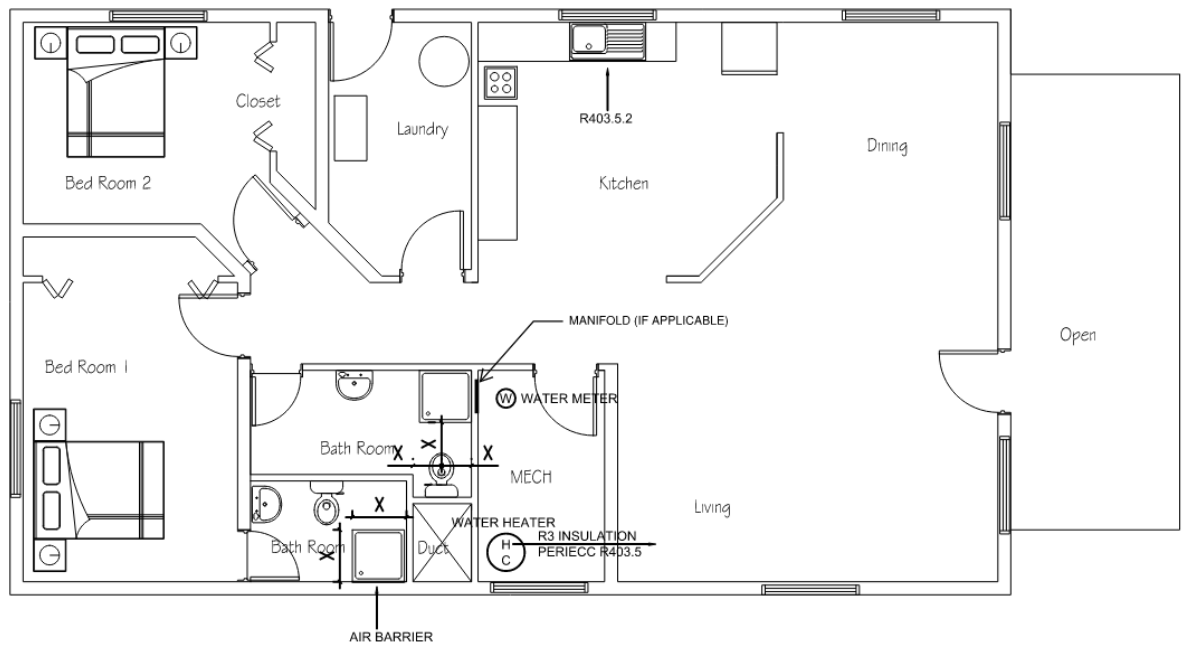 Closet
R403.5.2
Laundry
Dining
Bed Room 2
Kitchen
MANIFOLD (IF APPLICABLE)
Open
Bed Room 1
W WATER METER
Bath Room
X
X
X
MECH
X
Living
WATER HEATER
R3 INSULATION
PERIECC R403.5
Bath Room
X
Duct
H
C
AIR BARRIER